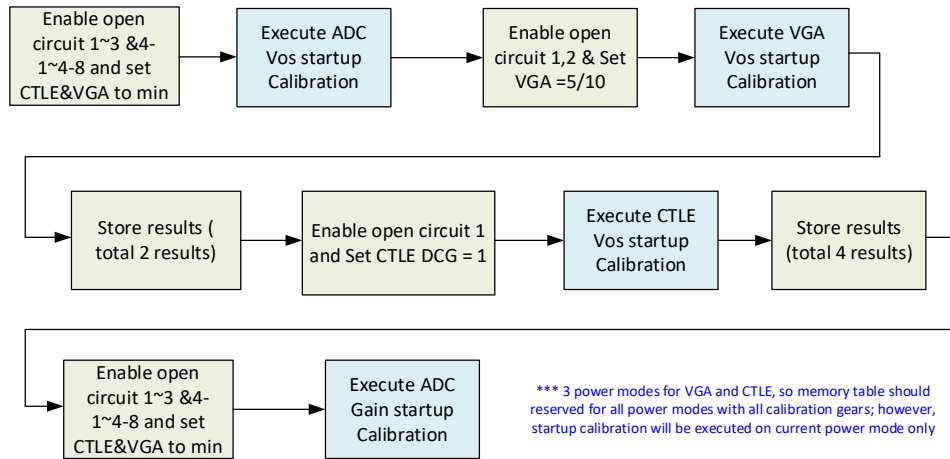 Enable open
circuit 1~3 &4-
1~4-8 and set
CTLE&VGA to min
Execute ADC
Vos startup
Calibration
Enable open
circuit 1,2 & Set
VGA =5/10
Execute VGA
Vos startup
Calibration
Store results (
total 2 results)
Enable open circuit 1
and Set CTLE DCG = 1
Execute CTLE
Vos startup
Calibration
Store results
(total 4 results)
Enable open
circuit 1~3 &4-
1~4-8 and set
CTLE&VGA to min
Execute ADC
Gain startup
Calibration
*** 3 power modes for VGA and CTLE, so memory table should
reserved for all power modes with all calibration gears; however,
startup calibration will be executed on current power mode only